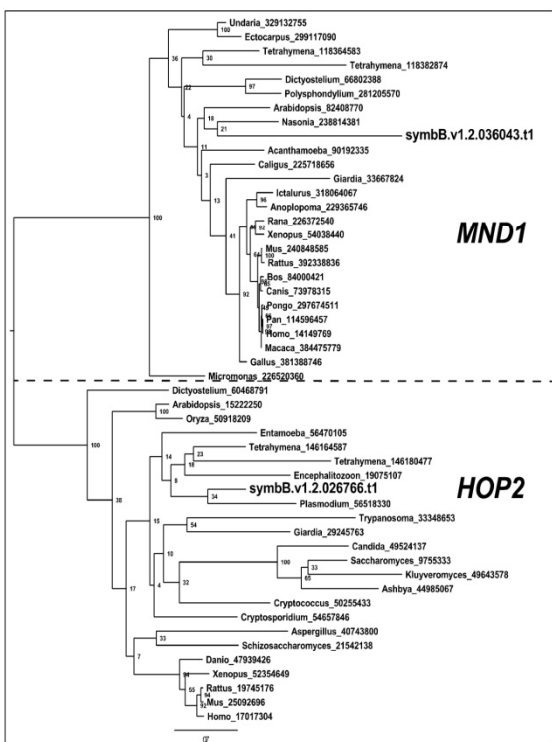 Undaria_329132755
100
Ectocarpus_299117090
36
Tetrahymena_118364583
30
Tetrahymena_118382874
22
Dictyostelium_66802388
97
Polysphondylium_281205570
4
Arabidopsis_82408770
18
Nasonia_238814381
21
symbB.v1.2.036043.t1
11
Acanthamoeba_90192335
3
Caligus_225718656
13
Giardia_33667824
Ictalurus_318064067
96
Anoplopoma_229365746
100
41
Rana_226372540
92
Xenopus_54038440
MND1
Mus_240848585
100
Rattus_392338836
Bos_84000421
Canis_73978315
92
Pongo_297674511
Pan_114596457
97
Homo_14149769
Macaca_384475779
Gallus_381388746
Micromonas_226520360
Dictyostelium_60468791
Arabidopsis_15222250
100
Oryza_50918209
Entamoeba_56470105
100
14
Tetrahymena_146164587
23
18
Tetrahymena_146180477
8
Encephalitozoon_19075107
symbB.v1.2.026766.t1
HOP2
34
Plasmodium_56518330
15
Trypanosoma_33348653
54
Giardia_29245763
10
Candida_49524137
100
Saccharomyces_9755333
33
Kluyveromyces_49643578
32
65
Ashbya_44985067
4
Cryptococcus_50255433
17
Cryptosporidium_54657846
Aspergillus_40743800
33
Schizosaccharomyces_21542138
7
Danio_47939426
94
Xenopus_52354649
55
Rattus_19745176
94
Mus_25092696
92
Homo_17017304